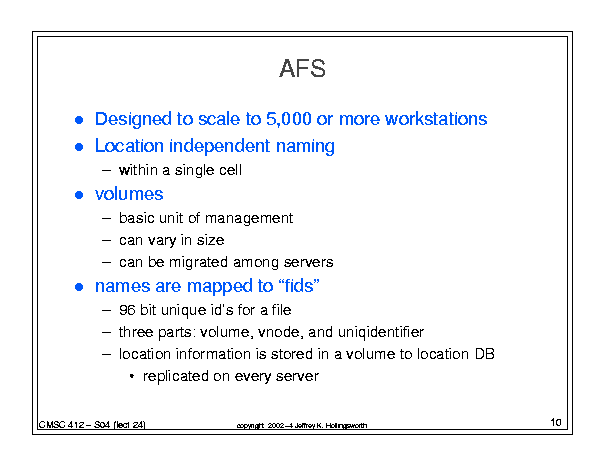 AFS
● Designed to scale to 5,000 or more workstations
● Location independent naming
– within a single cell
● volumes
– basic unit of management
– can vary in size
– can be migrated among servers
● names are mapped to “fids”
– 96 bit unique id’s for a file
– three parts: volume, vnode, and uniqidentifier
– location information is stored in a volume to location DB
• replicated on every server
CMSC 412 – S04 (lect 24)
copyright 2002–4 Jeffrey K. Hollingsworth
10